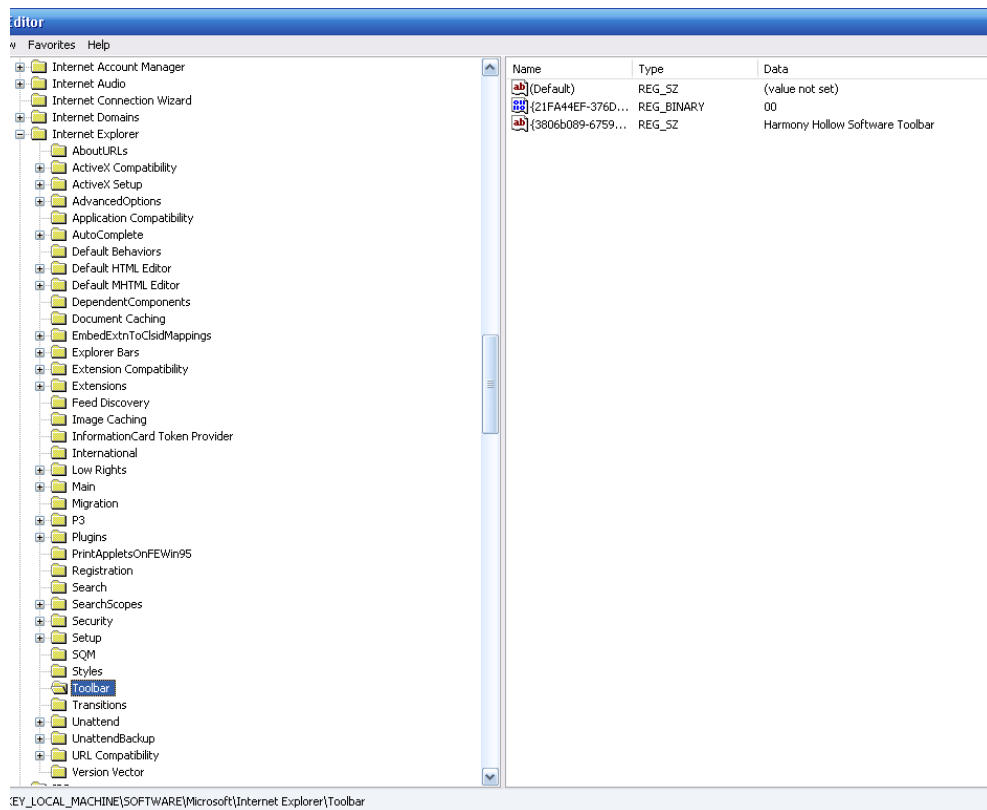 Editor
w Favorites Help
Internet Account Manager
Internet Audio
Internet Connection Wizard
Internet Domains
Internet Explorer
AboutURLs
ActiveX Compatibility
ActiveX Setup
AdvancedOptions
Application Compatibility
AutoComplete
Default Behaviors
Default HTML Editor
Default MHTML Editor
DependentComponents
Document Caching
EmbedExtnToClsidMappings
Explorer Bars
Extension Compatibility
Extensions
Feed Discovery
Image Caching
InformationCard Token Provider
International
Low Rights
Main
Migration
P3
Plugins
PrintAppletsOnFEWin95
Registration
Search
SearchScopes
Security
Setup
SQM
Styles
Toolbar
Transitions
Unattend
UnattendBackup
URL Compatibility
Version Vector
Name Type Data
(Default) REG_SZ (value not set)
{21FA44EF-376D... REG_BINARY 00
{3806b089-6759... REG_SZ Harmony Hollow Software Toolbar
KEY_LOCAL_MACHINE\SOFTWARE\Microsoft\Internet Explorer\Toolbar